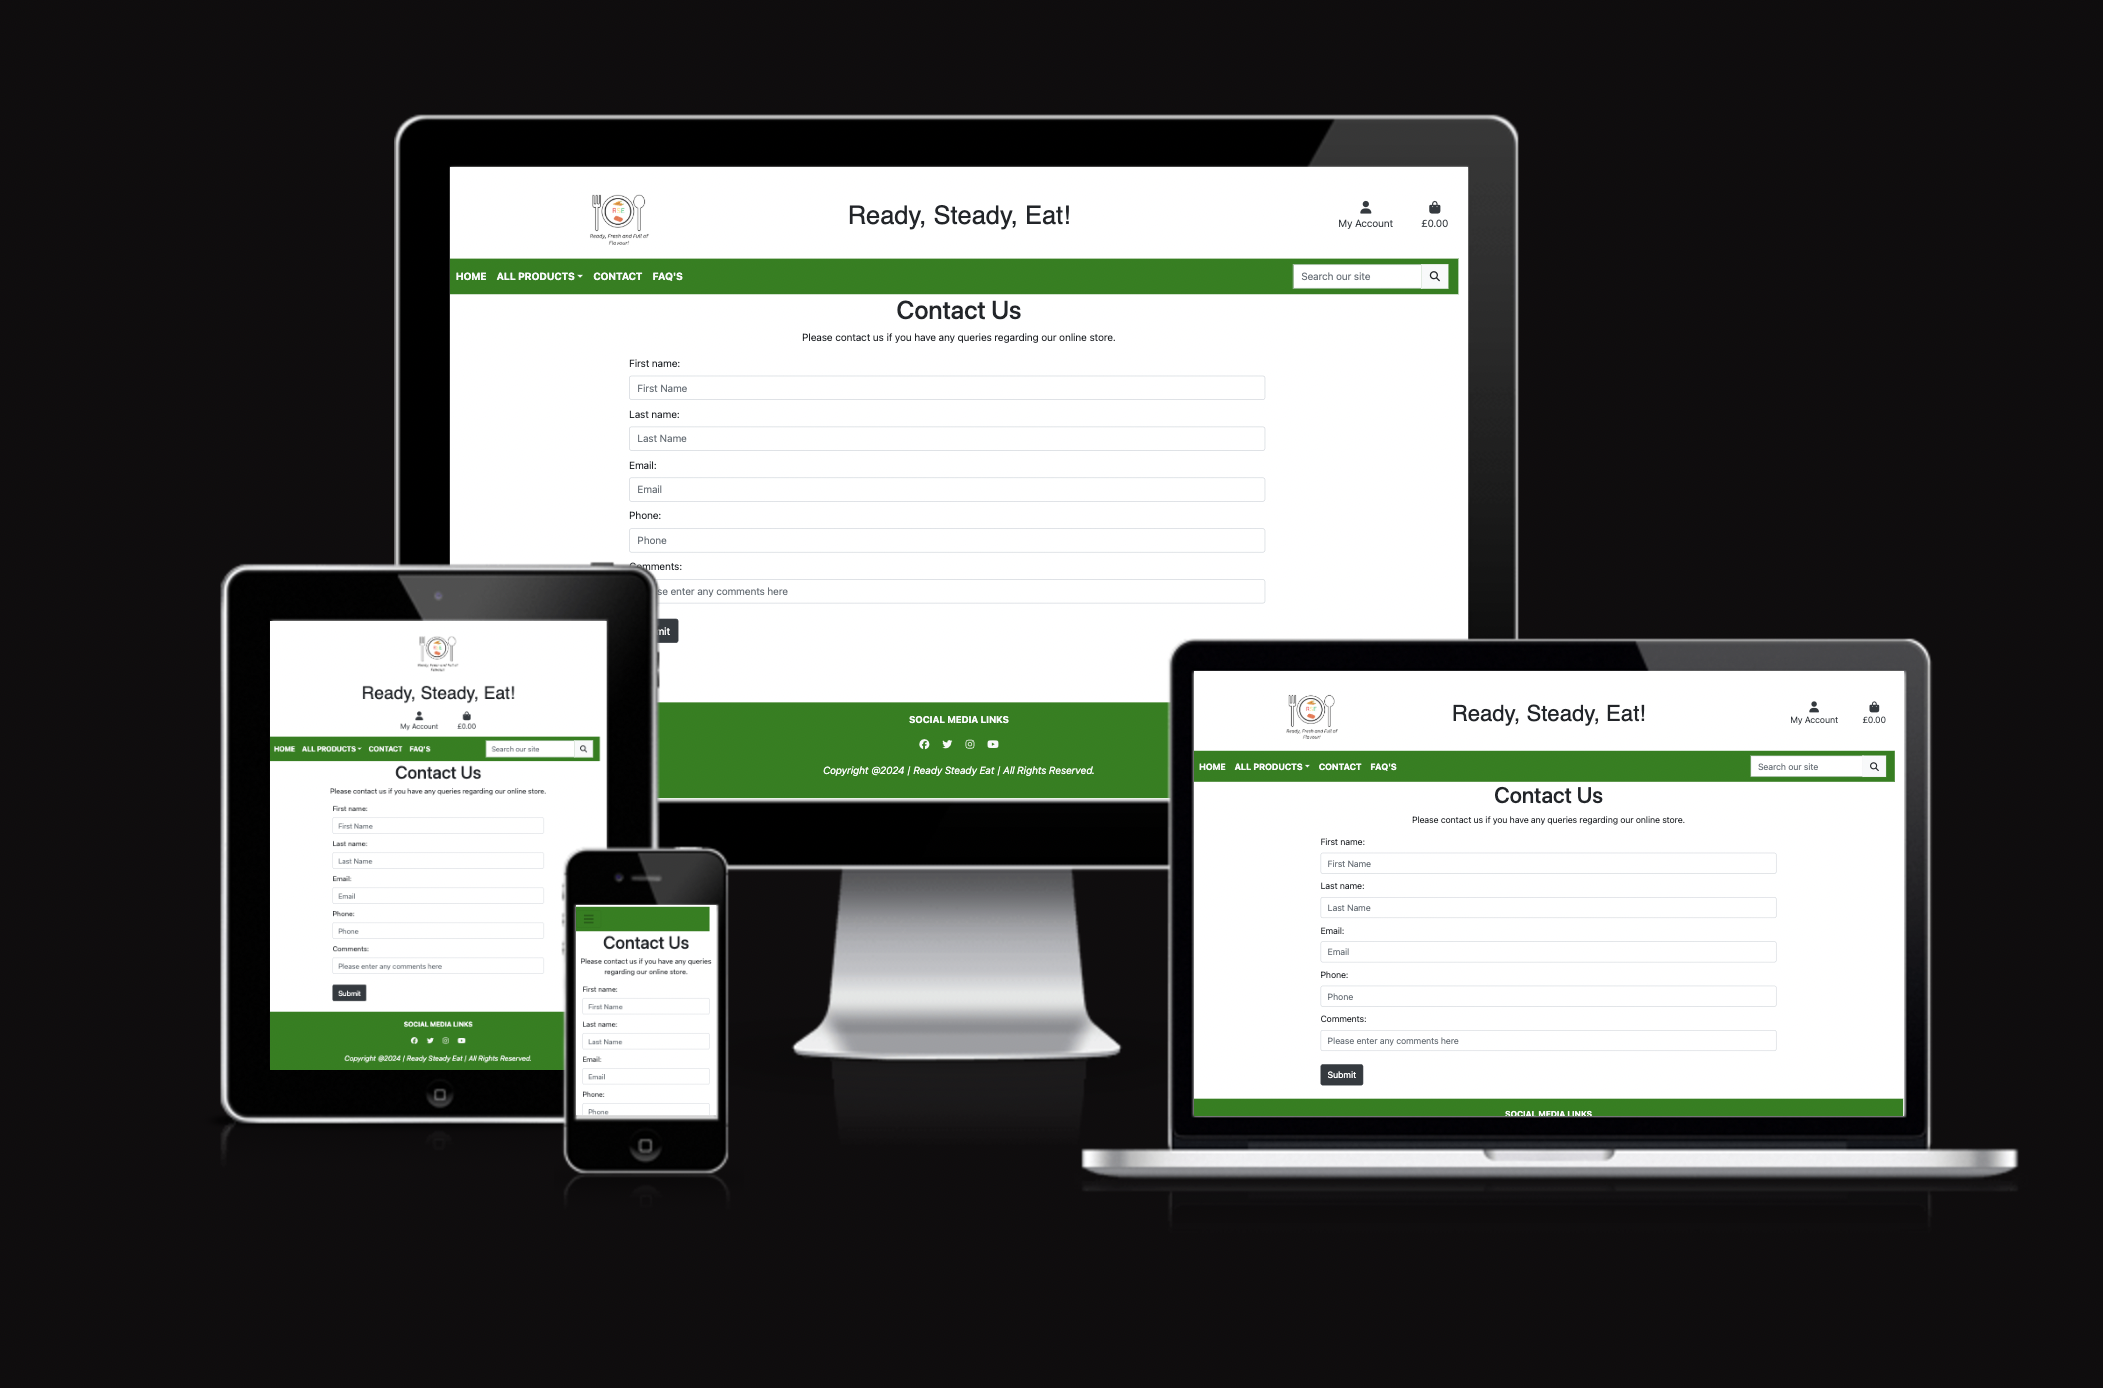 Ready, Fresh and Full of
Flavour!
Ready, Steady, Eat!
My Account
£0.00
HOME ALL PRODUCTS CONTACT FAQ'S
Search our site
Contact Us
Please contact us if you have any queries regarding our online store.
First name:
First Name
Last name:
Last Name
Email:
Email
Phone:
Phone
omments:
se enter any comments here
mit
SOCIAL MEDIA LINKS
Copyright @2024 | Ready Steady Eat | All Rights Reserved.
Ready, Fresh and Full of
Flavour!
Ready, Steady, Eat!
My Account
£0.00
HOME ALL PRODUCTS CONTACT FAQ'S
Search our site
Contact Us
Please contact us if you have any queries regarding our online store.
First name:
First Name
Last name:
Last Name
Email:
Email
Phone:
Phone
Comments:
Please enter any comments here
Submit
SOCIAL MEDIA LINKS
Copyright @2024 | Ready Steady Eat | All Rights Reserved.
Contact Us
Please contact us if you have any queries
regarding our online store.
First name:
First Name
Last name:
Last Name
Email:
Email
Phone:
Phone
Ready, Fresh and Full of
Flavour!
Ready, Steady, Eat!
My Account
£0.00
HOME ALL PRODUCTS CONTACT FAQ'S
Search our site
Contact Us
Please contact us if you have any queries regarding our online store.
First name:
First Name
Last name:
Last Name
Email:
Email
Phone:
Phone
Comments:
Please enter any comments here
Submit
SOCIAL MEDIA LINKS